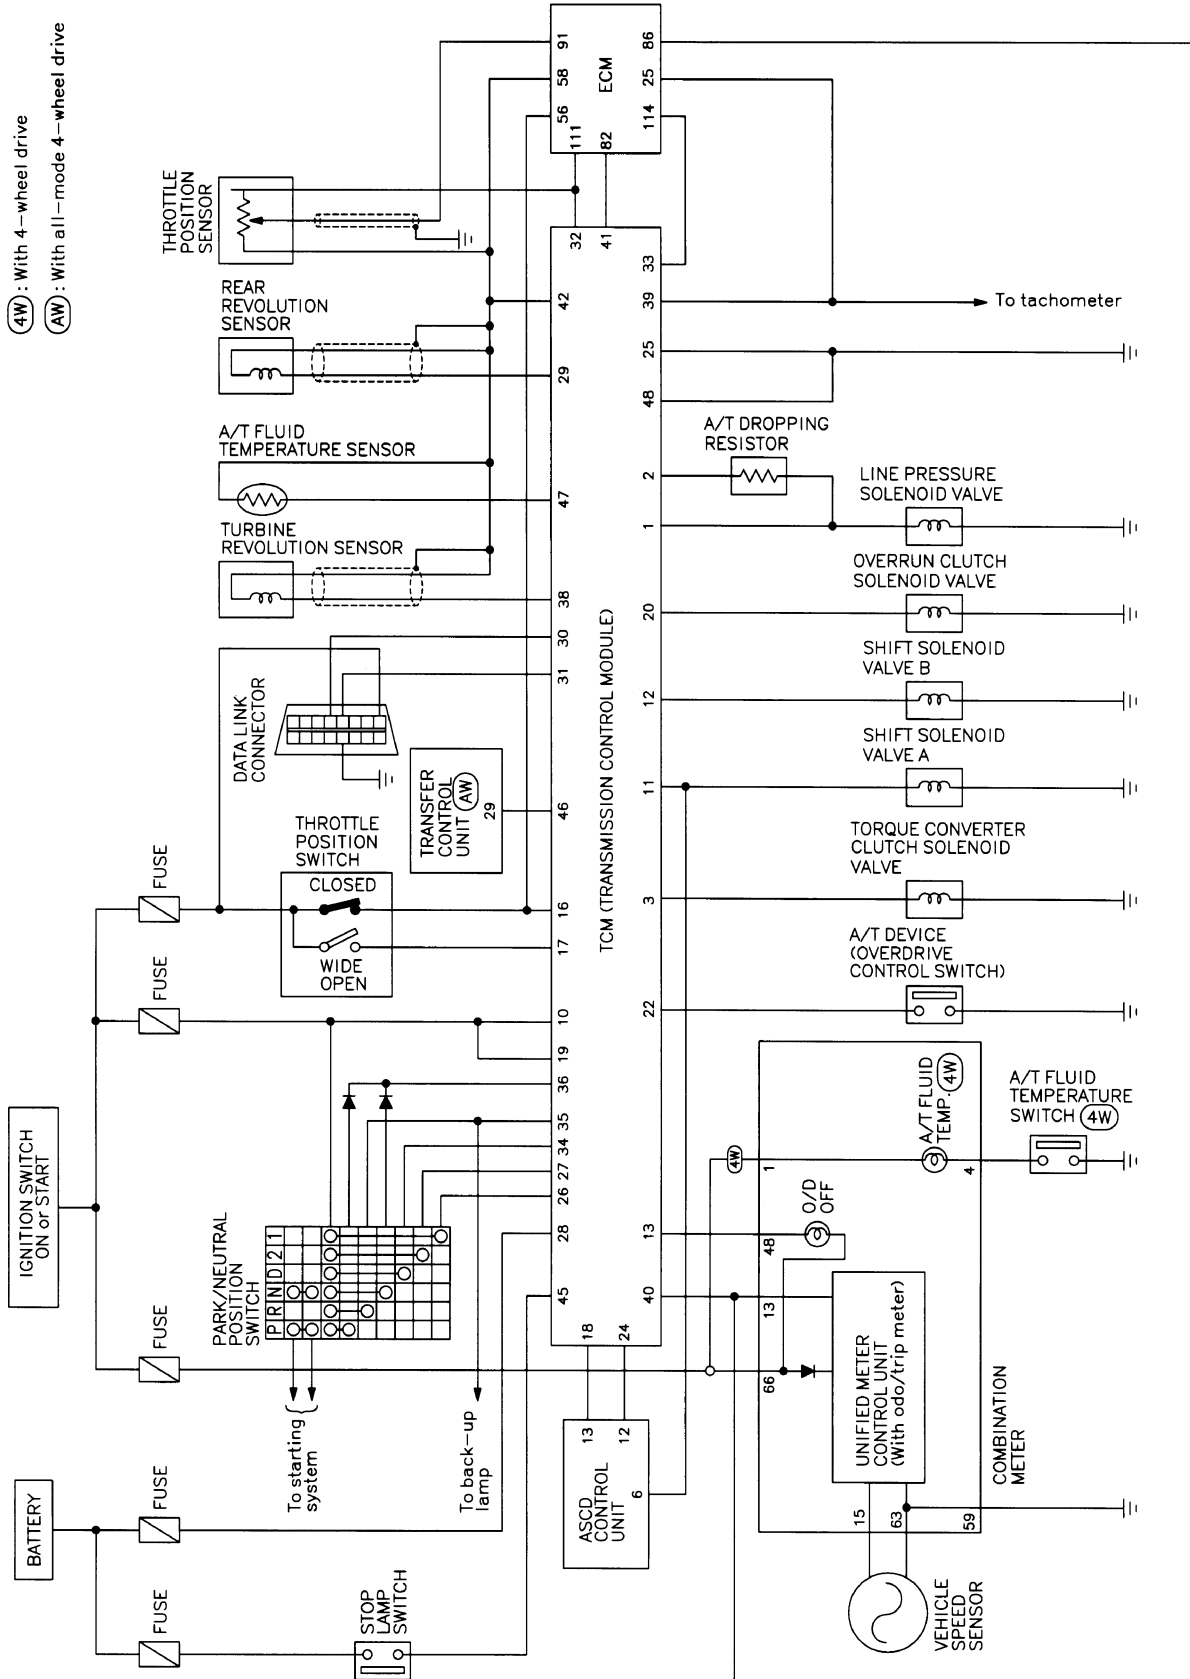 4W : With 4-wheel drive
AW : With all-mode 4-wheel drive
91
58
56
111
82
ECM
86
25
114
THROTTLE
POSITION
SENSOR
32
41
33
REAR
REVOLUTION
SENSOR
42
29
39
To tachometer
25
48
A/T FLUID
TEMPERATURE SENSOR
47
A/T DROPPING
RESISTOR
2
1
LINE PRESSURE
SOLENOID VALVE
TURBINE
REVOLUTION SENSOR
38
OVERRUN CLUTCH
SOLENOID VALVE
20
30
31
DATA LINK
CONNECTOR
SHIFT SOLENOID
VALVE B
12
TCM (TRANSMISSION CONTROL MODULE)
SHIFT SOLENOID
VALVE A
11
TRANSFER
CONTROL
UNIT AW
29
46
THROTTLE
POSITION
SWITCH
CLOSED
WIDE
OPEN
FUSE
16
17
TORQUE CONVERTER
CLUTCH SOLENOID
VALVE
3
A/T DEVICE
(OVERDRIVE
CONTROL SWITCH)
22
FUSE
10
19
36
35
34
27
26
28
45
IGNITION SWITCH
ON or START
PARK/NEUTRAL
POSITION
SWITCH
P R N D 2 1
FUSE
To starting
system
To back-up
lamp
18
24
13
40
13
12
ASCD
CONTROL
UNIT
6
4W
1
A/T FLUID
TEMP. 4W
4
A/T FLUID
TEMPERATURE
SWITCH 4W
48
O/D
OFF
13
66
UNIFIED METER
CONTROL UNIT
(With odo/trip meter)
COMBINATION
METER
15
63
59
VEHICLE
SPEED
SENSOR
BATTERY
FUSE
FUSE
STOP
LAMP
SWITCH